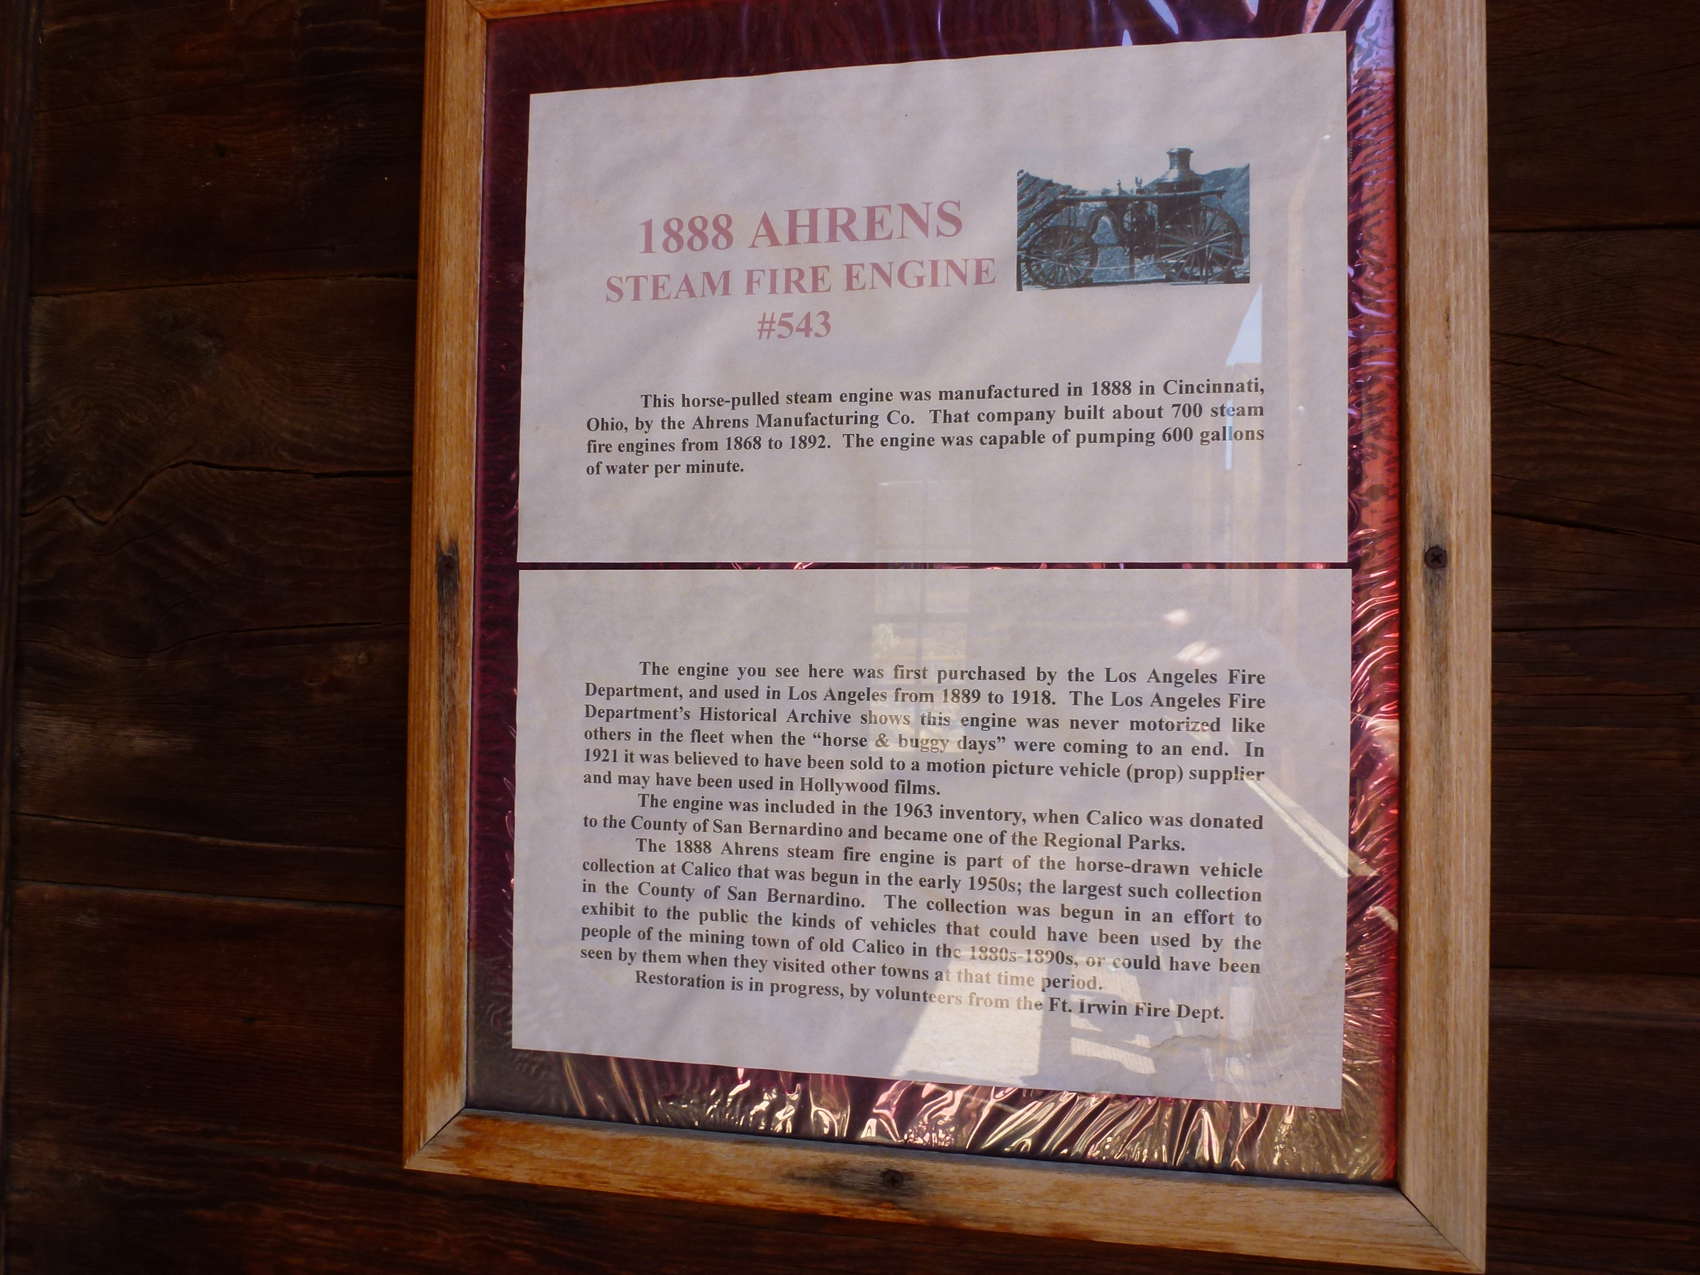 1888 AHRENS
STEAM FIRE ENGINE
#543
This horse-pulled steam engine was manufactured in 1888 in Cincinnati,
Ohio, by the Ahrens Manufacturing Co. That company built about 700 steam
fire engines from 1868 to 1892. The engine was capable of pumping 600 gallons
of water per minute.
The engine you see here was first purchased by the Los Angeles Fire
Department, and used in Los Angeles from 1889 to 1918. The Los Angeles Fire
Department's Historical Archive shows this engine was never motorized like
others in the fleet when the “horse & buggy days” were coming to an end. In
1921 it was believed to have been sold to a motion picture vehicle (prop) supplier
and may have been used in Hollywood films.
The engine was included in the 1963 inventory, when Calico was donated
to the County of San Bernardino and became one of the Regional Parks.
The 1888 Ahrens steam fire engine is part of the horse-drawn vehicle
collection at Calico that was begun in the early 1950s; the largest such collection
in the County of San Bernardino. The collection was begun in an effort to
exhibit to the public the kinds of vehicles that could have been used by the
people of the mining town of old Calico in the 1880s-1890s, or could have been
seen by them when they visited other towns at that time period.
Restoration is in progress, by volunteers from the Ft. Irwin Fire Dept.